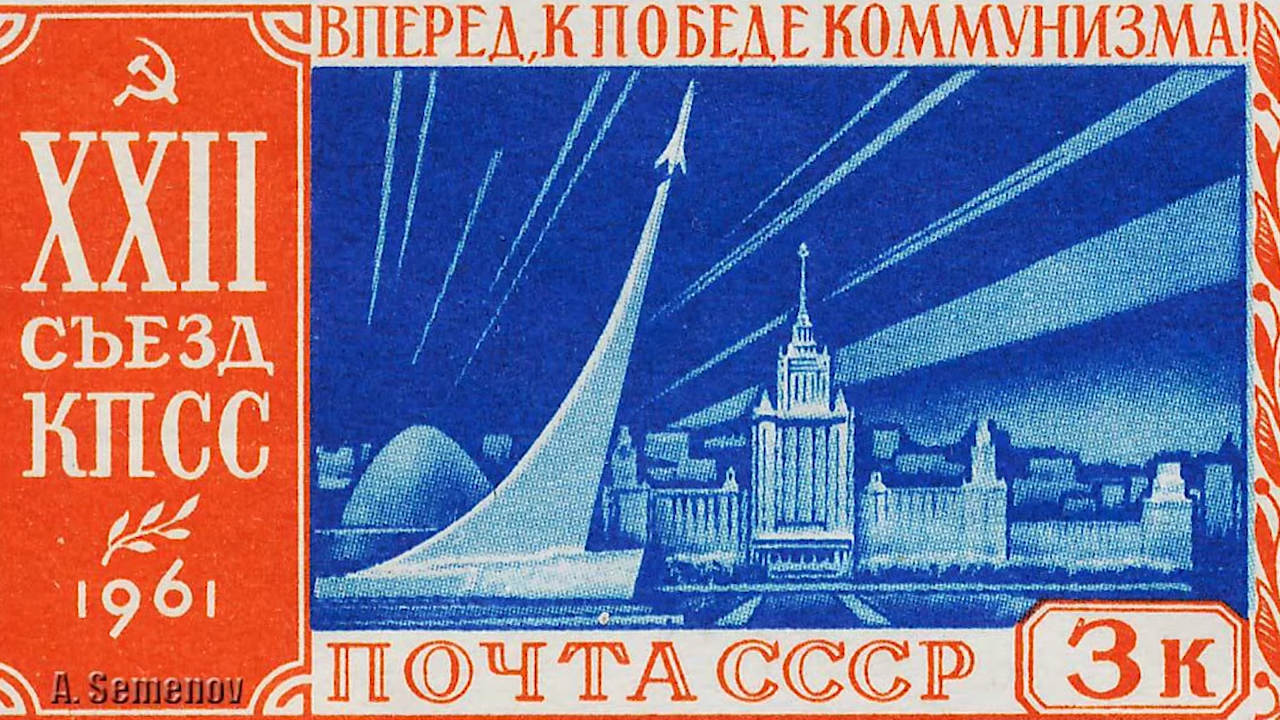 ВПЕРЕД, К ПОБЕДЕ КОММУНИЗМА!
XXII
СЪЕЗД
КПСС
1961
A. Semenov
ПОЧТА СССР
3к